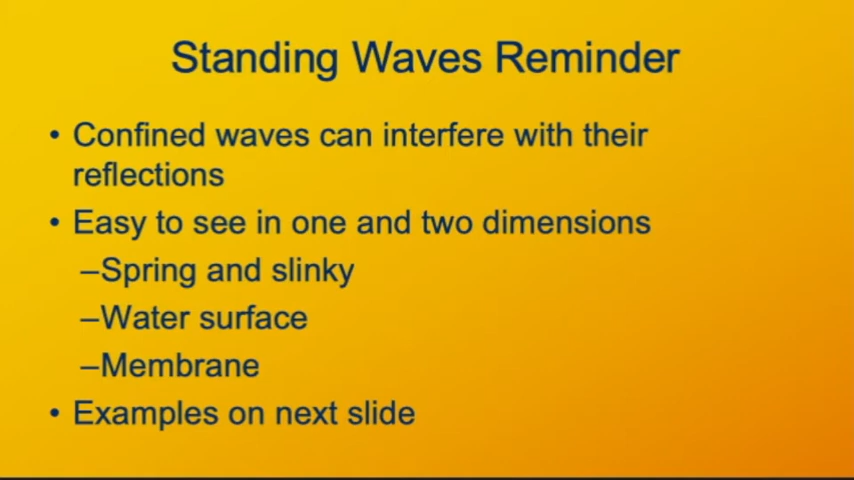 Standing Waves Reminder
• Confined waves can interfere with their
reflections
• Easy to see in one and two dimensions
–Spring and slinky
–Water surface
–Membrane
• Examples on next slide